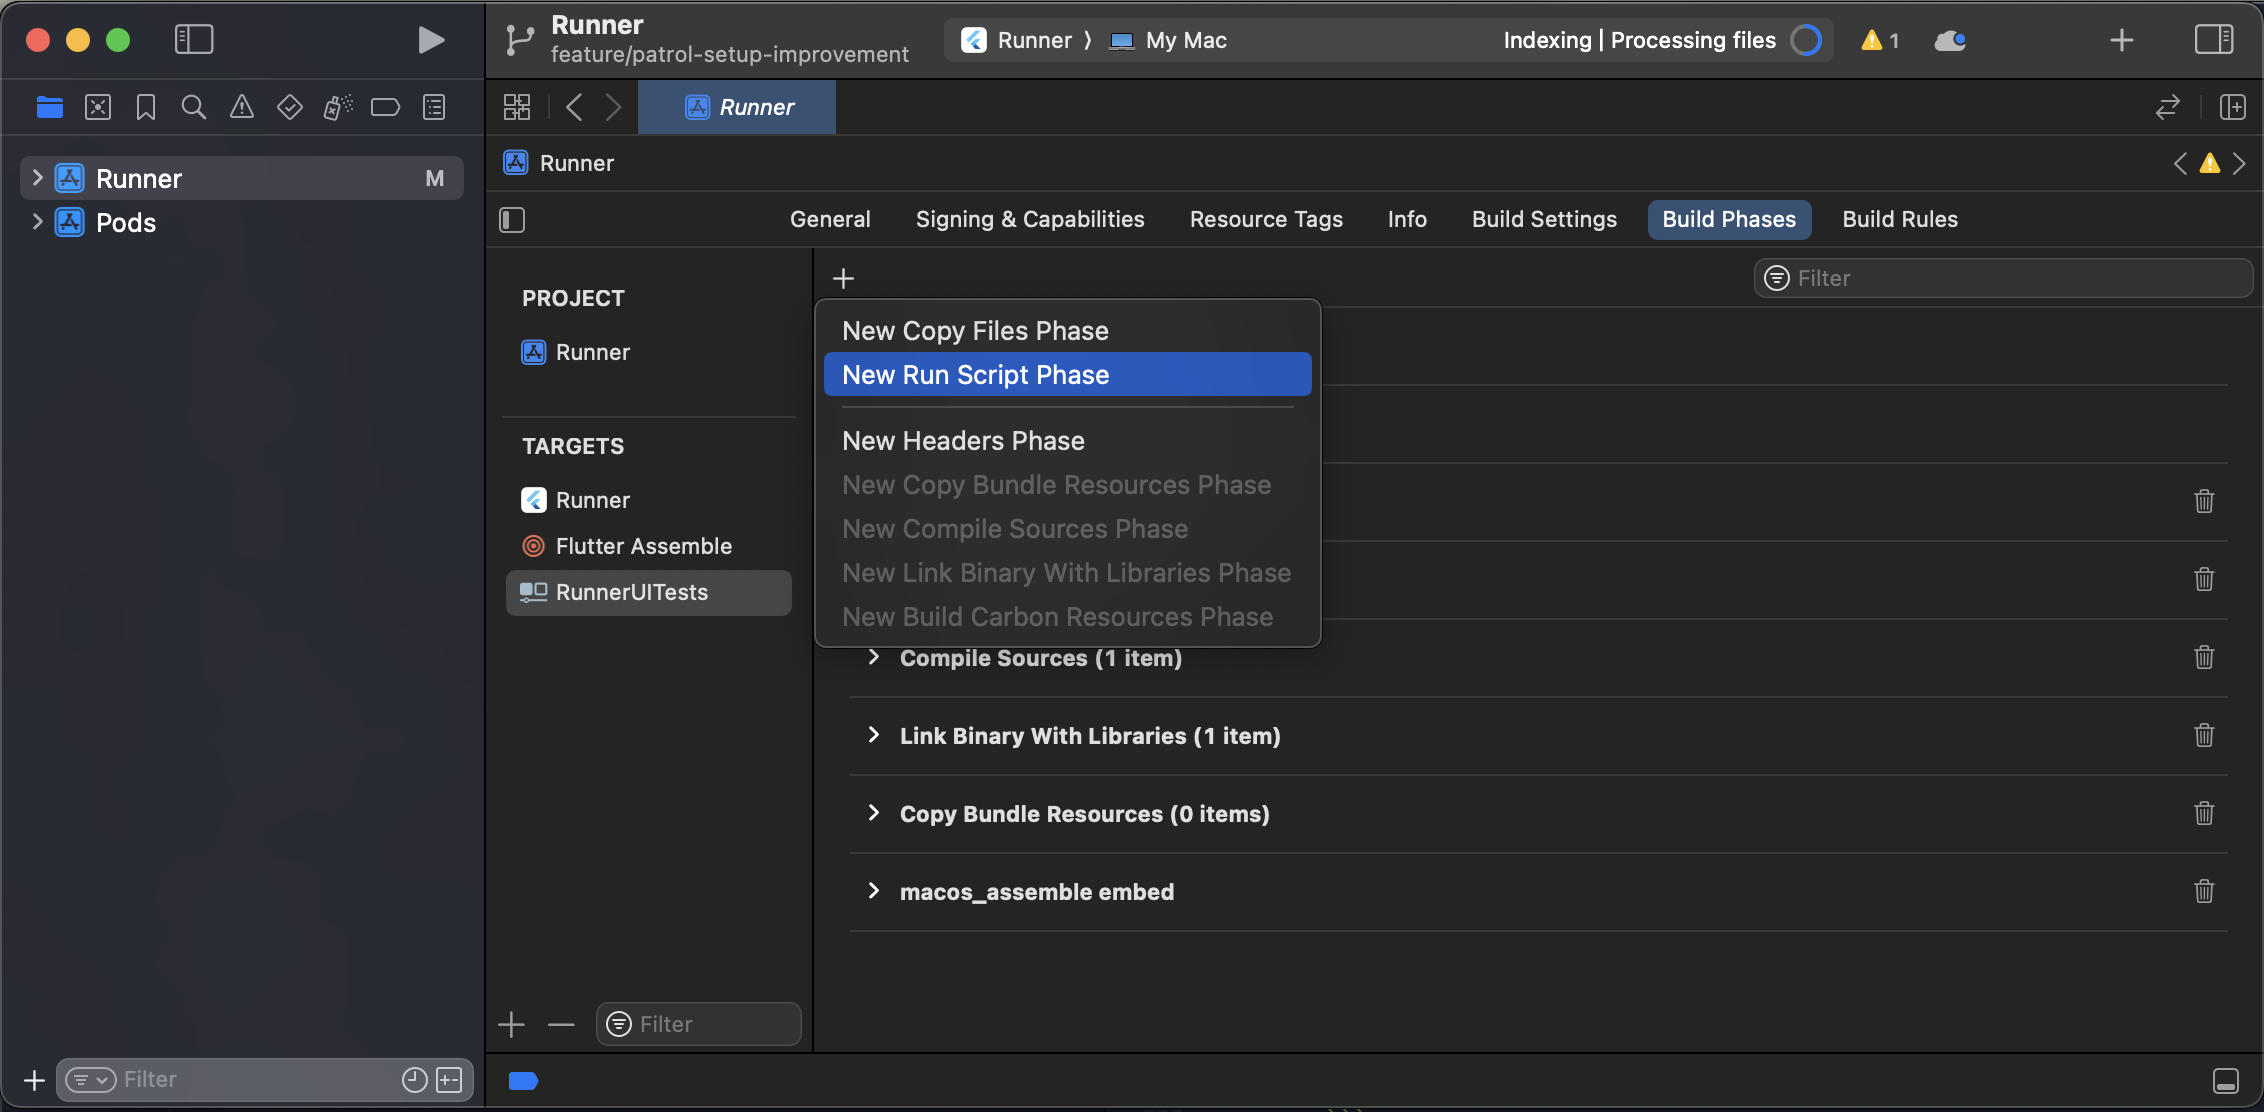 Runner
feature/patrol-setup-improvement
Runner ⟩ My Mac
Indexing | Processing files
1
Runner
Runner M
Pods
Runner
General Signing & Capabilities Resource Tags Info Build Settings Build Phases Build Rules
PROJECT
Runner
TARGETS
Runner
Flutter Assemble
RunnerUITests
Filter
New Copy Files Phase
New Run Script Phase
New Headers Phase
New Copy Bundle Resources Phase
New Compile Sources Phase
New Link Binary With Libraries Phase
New Build Carbon Resources Phase
Compile Sources (1 item)
Link Binary With Libraries (1 item)
Copy Bundle Resources (0 items)
macos_assemble embed
Filter
Filter